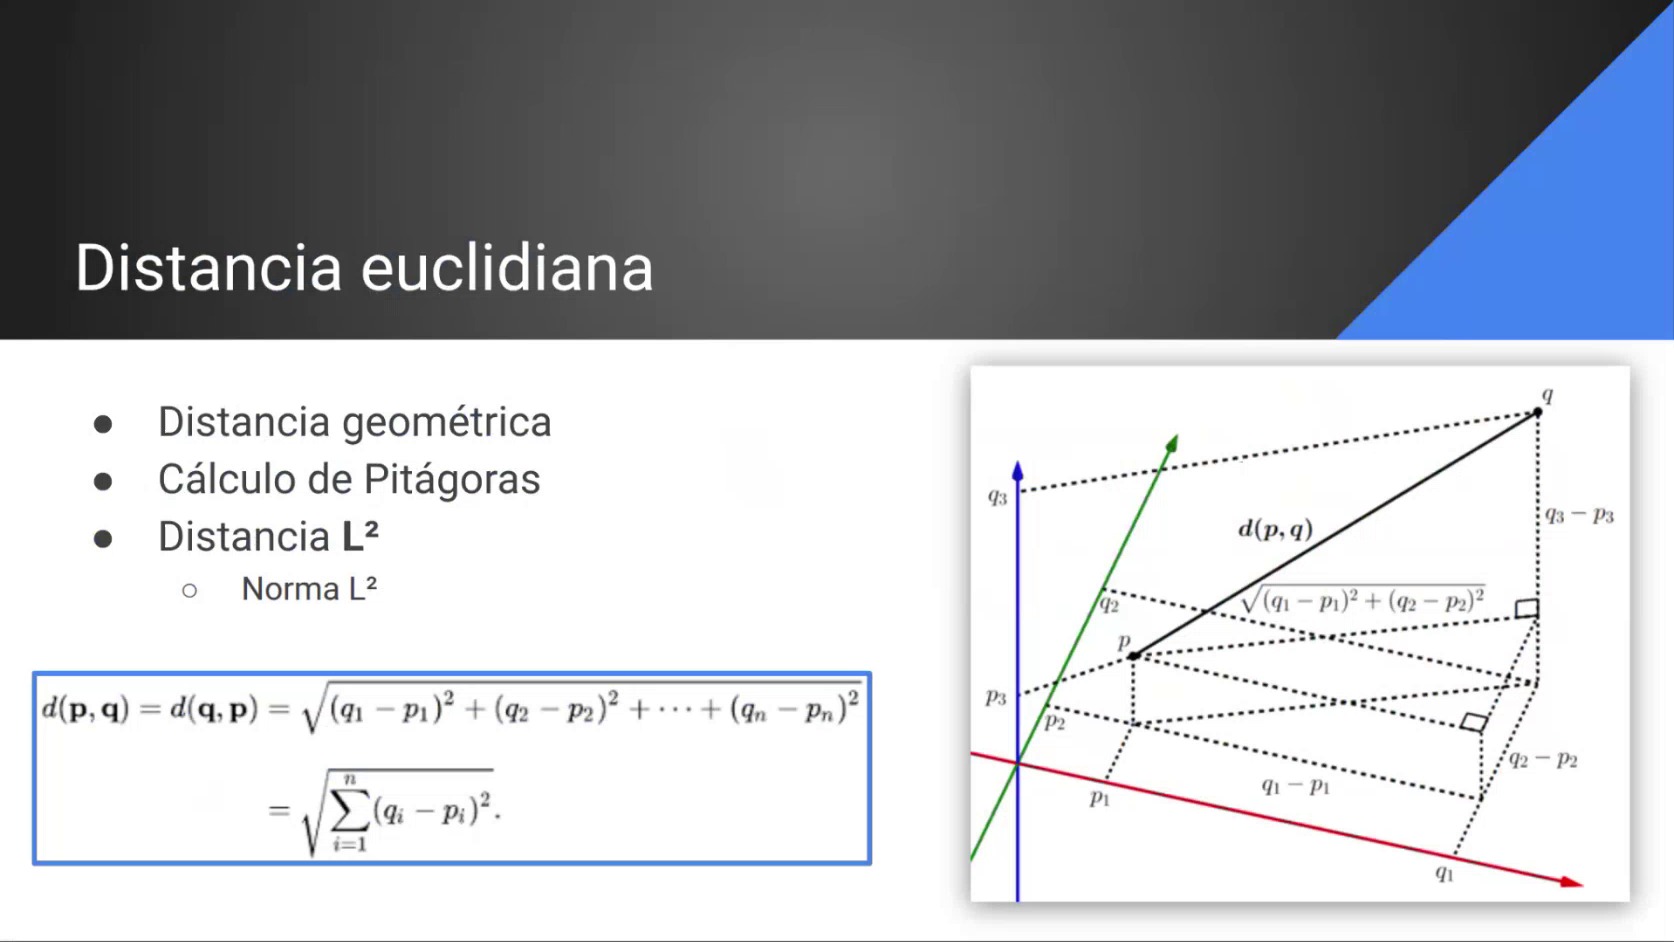 Distancia euclidiana
● Distancia geométrica
● Cálculo de Pitágoras
● Distancia L²
○ Norma L²
d(p, q) = d(q, p) = √((q₁ − p₁)² + (q₂ − p₂)² + ⋯ + (qₙ − pₙ)²)
= √(∑ᵢ₌₁ⁿ (qᵢ − pᵢ)²).
q
q₃
q₃ − p₃
d(p, q)
q₂
√((q₁ − p₁)² + (q₂ − p₂)²)
p
p₃
p₂
q₂ − p₂
q₁ − p₁
p₁
q₁